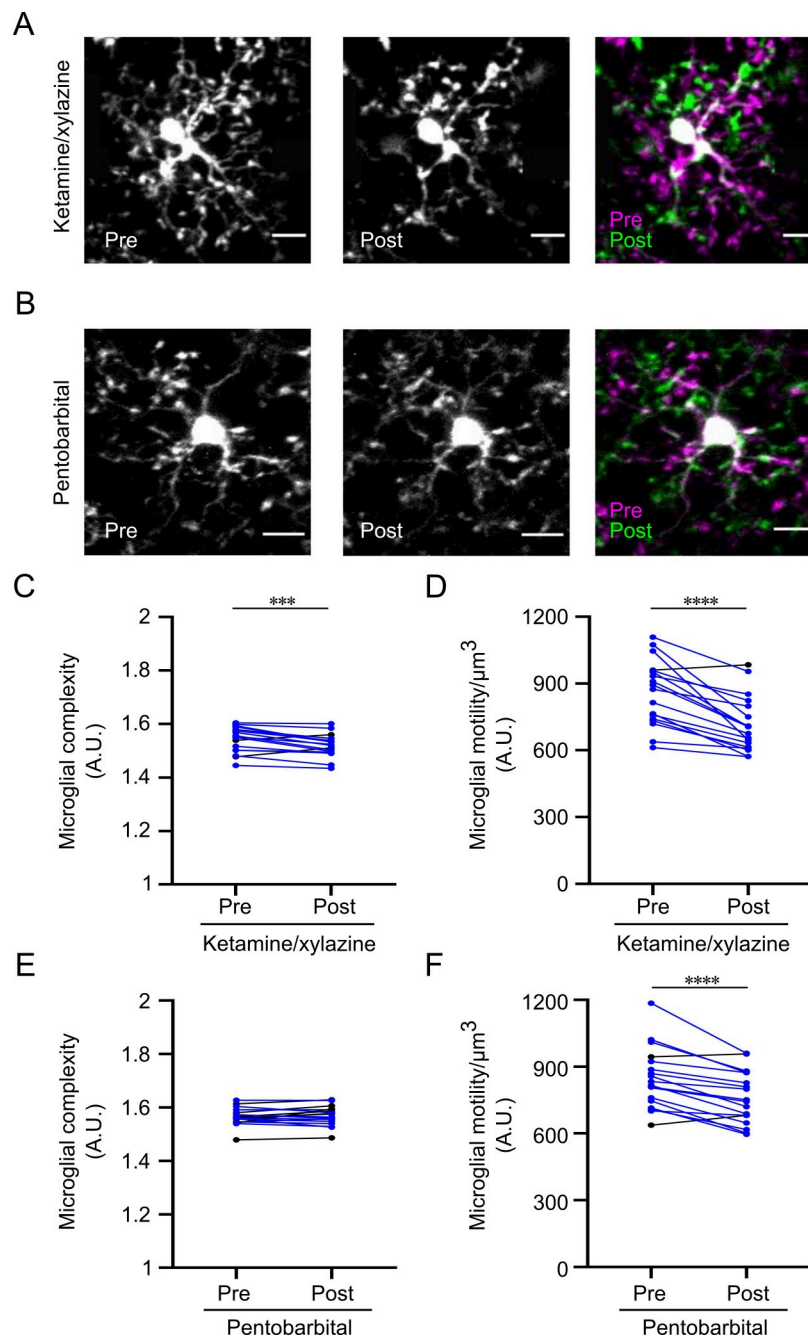 A
Ketamine/xylazine
Pre
Post
Pre
Post
B
Pentobarbital
Pre
Post
Pre
Post
C
***
Microglial complexity
(A.U.)
2
1.8
1.6
1.4
1.2
1
Pre Post
Ketamine/xylazine
D
****
Microglial motility/µm³
(A.U.)
1200
900
600
300
0
Pre Post
Ketamine/xylazine
E
Microglial complexity
(A.U.)
2
1.8
1.6
1.4
1.2
1
Pre Post
Pentobarbital
F
****
Microglial motility/µm³
(A.U.)
1200
900
600
300
0
Pre Post
Pentobarbital